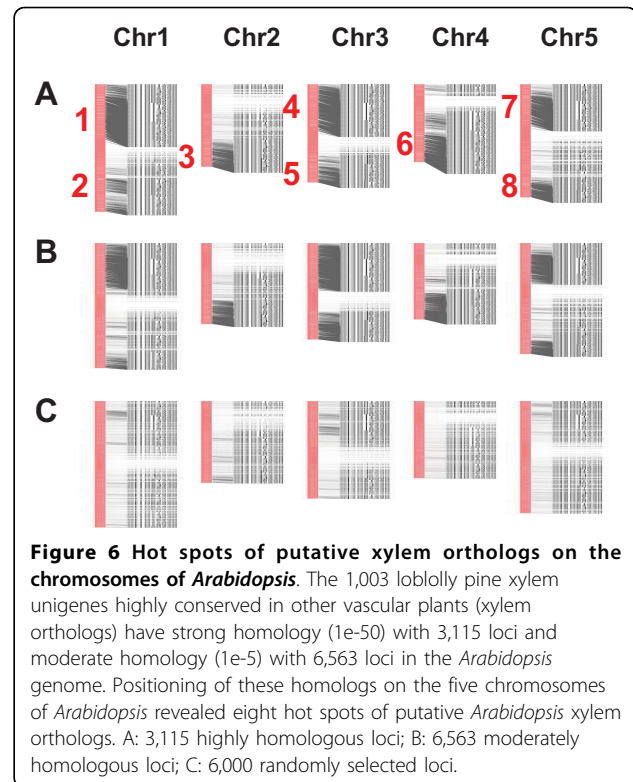 Chr1 Chr2 Chr3 Chr4 Chr5
A
1
4
7
3
6
2
5
8
B
C
Figure 6 Hot spots of putative xylem orthologs on the
chromosomes of Arabidopsis. The 1,003 loblolly pine xylem
unigenes highly conserved in other vascular plants (xylem
orthologs) have strong homology (1e-50) with 3,115 loci and
moderate homology (1e-5) with 6,563 loci in the Arabidopsis
genome. Positioning of these homologs on the five chromosomes
of Arabidopsis revealed eight hot spots of putative Arabidopsis xylem
orthologs. A: 3,115 highly homologous loci; B: 6,563 moderately
homologous loci; C: 6,000 randomly selected loci.